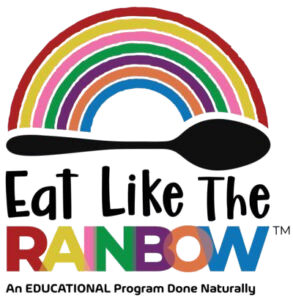 Eat Like The
RAINBOW™
An EDUCATIONAL Program Done Naturally